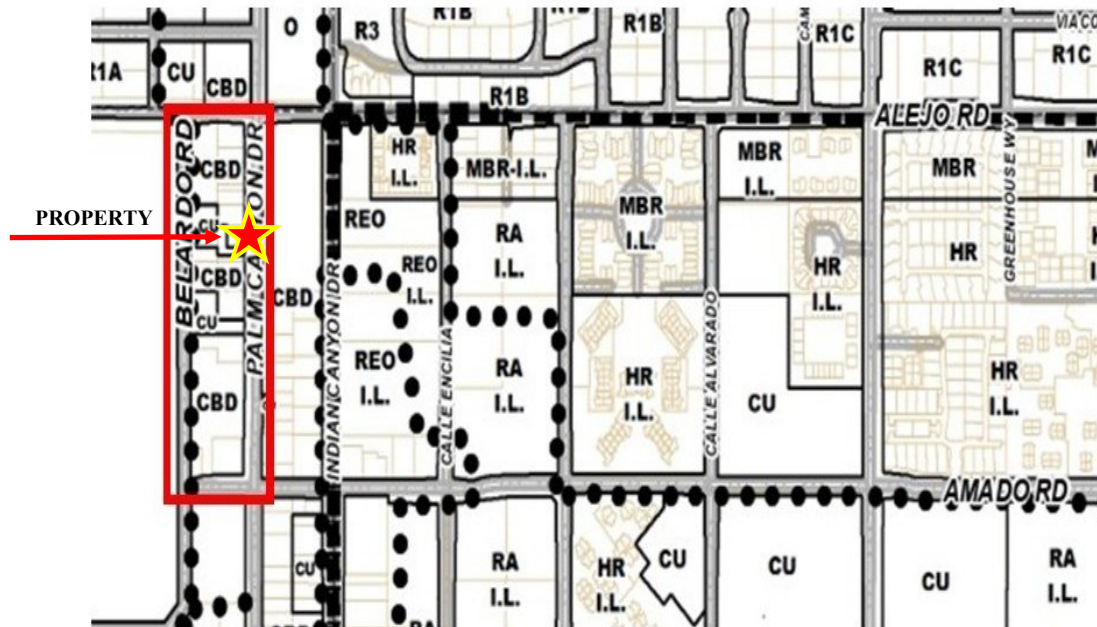 R1B
O
R3
R1B
CAM
R1C
VIA CO
R1A
CU
CBD
R1C
R1C
R1B
ALEJO RD
BELARDO RD
PALM CANYON DR
CBD
HR
I.L.
MBR-I.L.
MBR
I.L.
MBR
GREENHOUSE WY
M
PROPERTY
CU
REO
RA
I.L.
MBR
I.L.
HR
I.L.
HR
CBD
CBD
REO
I.L.
CU
INDIAN CANYON DR
REO
I.L.
CALLE ENCILIA
RA
I.L.
HR
I.L.
CALLE ALVARADO
CU
HR
I.L.
CBD
AMADO RD
CU
RA
I.L.
HR
I.L.
CU
CU
CU
RA
I.L.